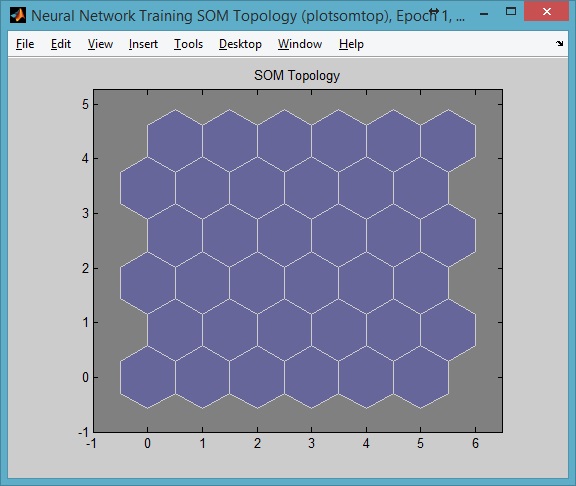 Neural Network Training SOM Topology (plotsomtop), Epoch 1, ...
File Edit View Insert Tools Desktop Window Help
SOM Topology
5
4
3
2
1
0
-1
-1 0 1 2 3 4 5 6